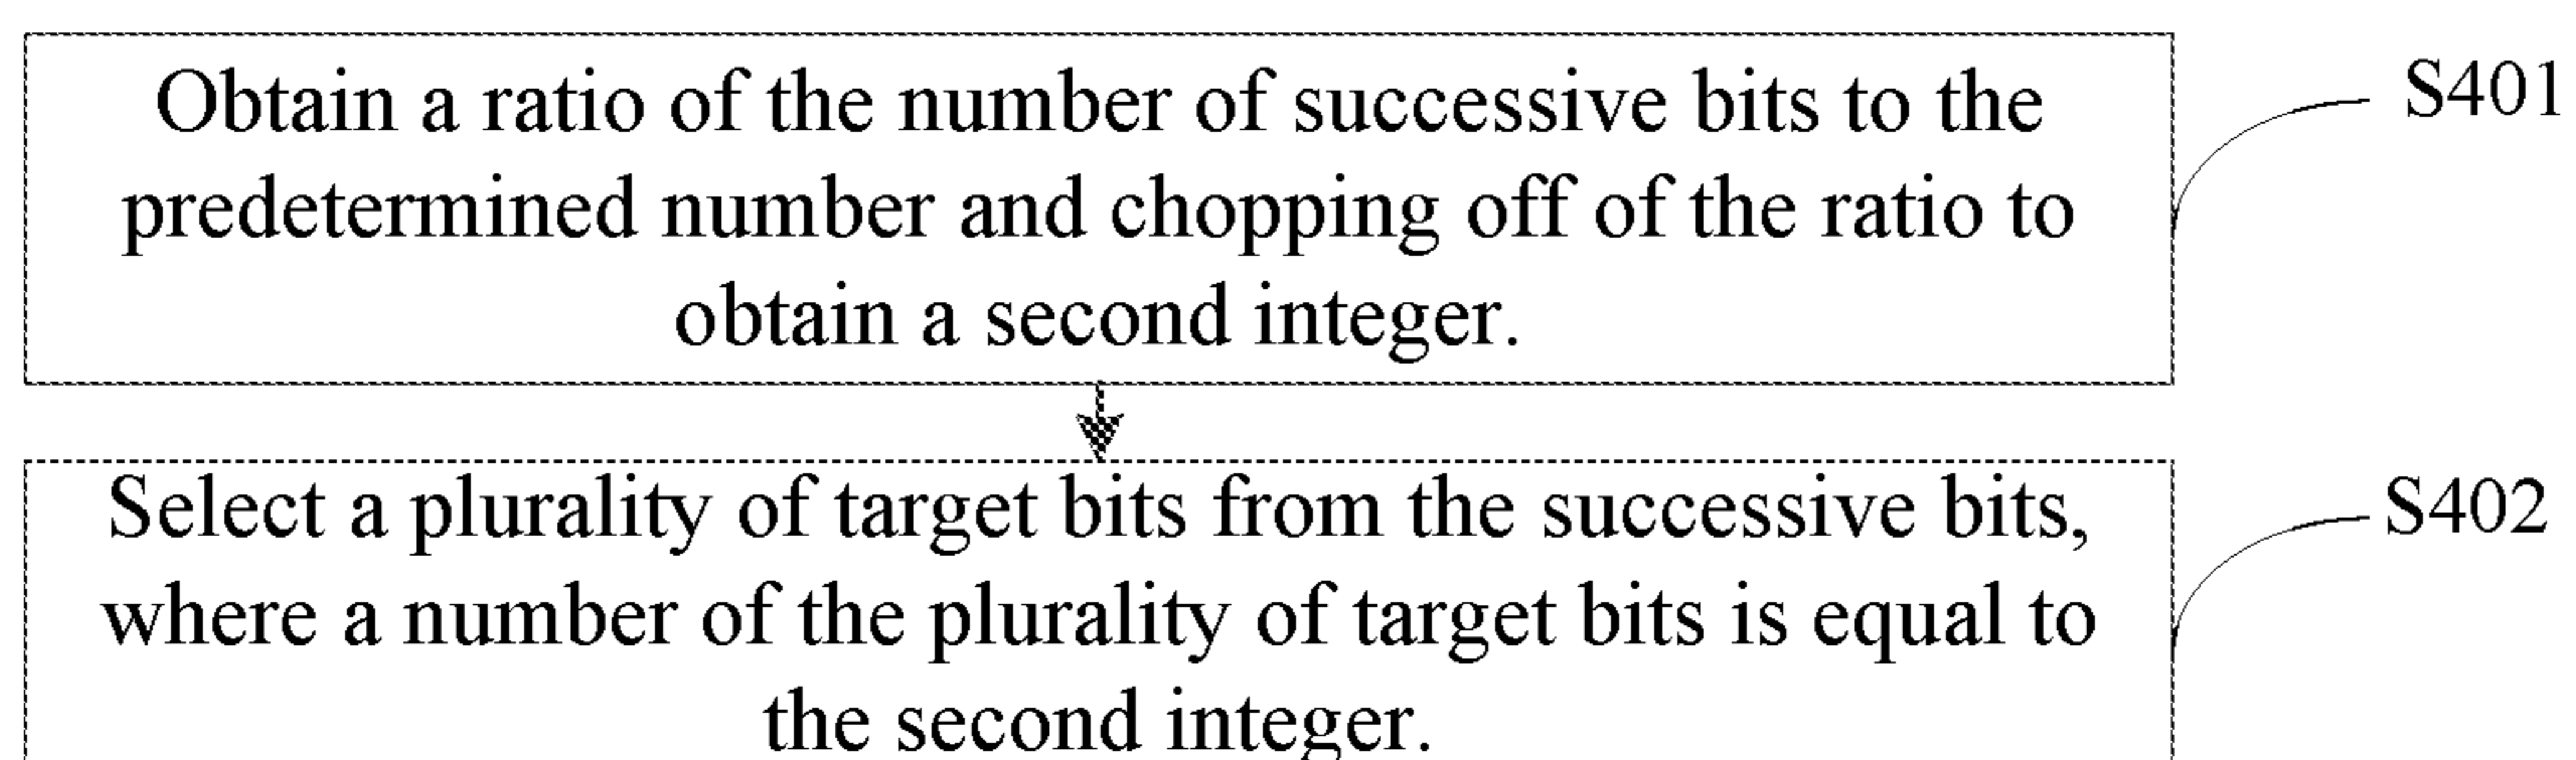 Obtain a ratio of the number of successive bits to the
predetermined number and chopping off of the ratio to
obtain a second integer.
S401
Select a plurality of target bits from the successive bits,
where a number of the plurality of target bits is equal to
the second integer.
S402